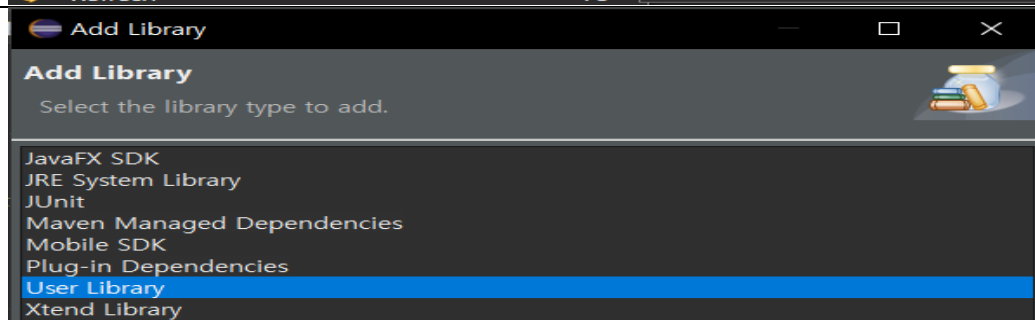 Add Library
Add Library
Select the library type to add.
JavaFX SDK
JRE System Library
JUnit
Maven Managed Dependencies
Mobile SDK
Plug-in Dependencies
User Library
Xtend Library